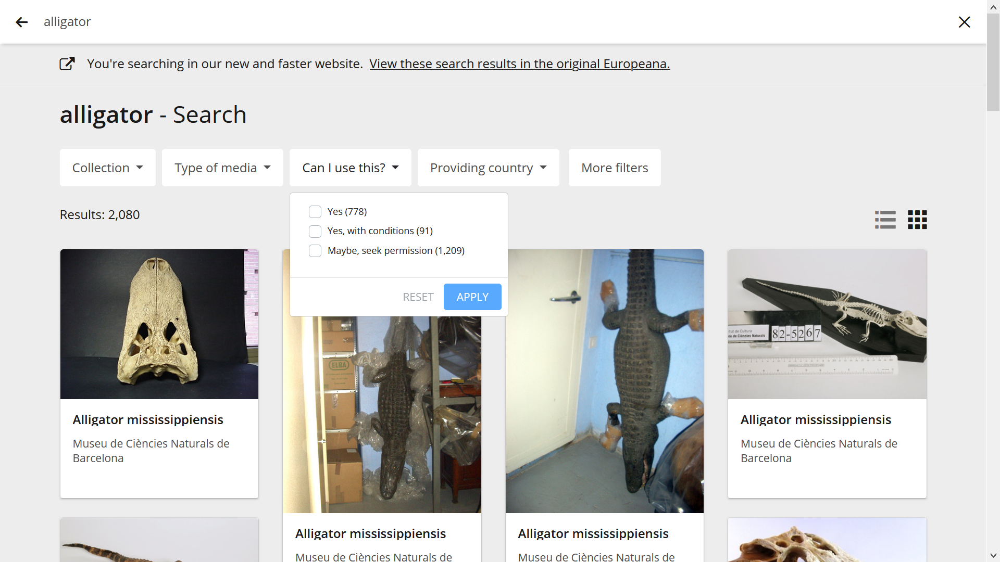 alligator
You're searching in our new and faster website. View these search results in the original Europeana.
alligator - Search
Collection
Type of media
Can I use this?
Providing country
More filters
Results: 2,080
Yes (778)
Yes, with conditions (91)
Maybe, seek permission (1,209)
RESET
APPLY
ELBA
82-5267
Alligator mississippiensis
Museu de Ciències Naturals de
Barcelona
Alligator mississippiensis
Museu de Ciències Naturals de
Alligator mississippiensis
Museu de Ciències Naturals de
Alligator mississippiensis
Museu de Ciències Naturals de
Barcelona